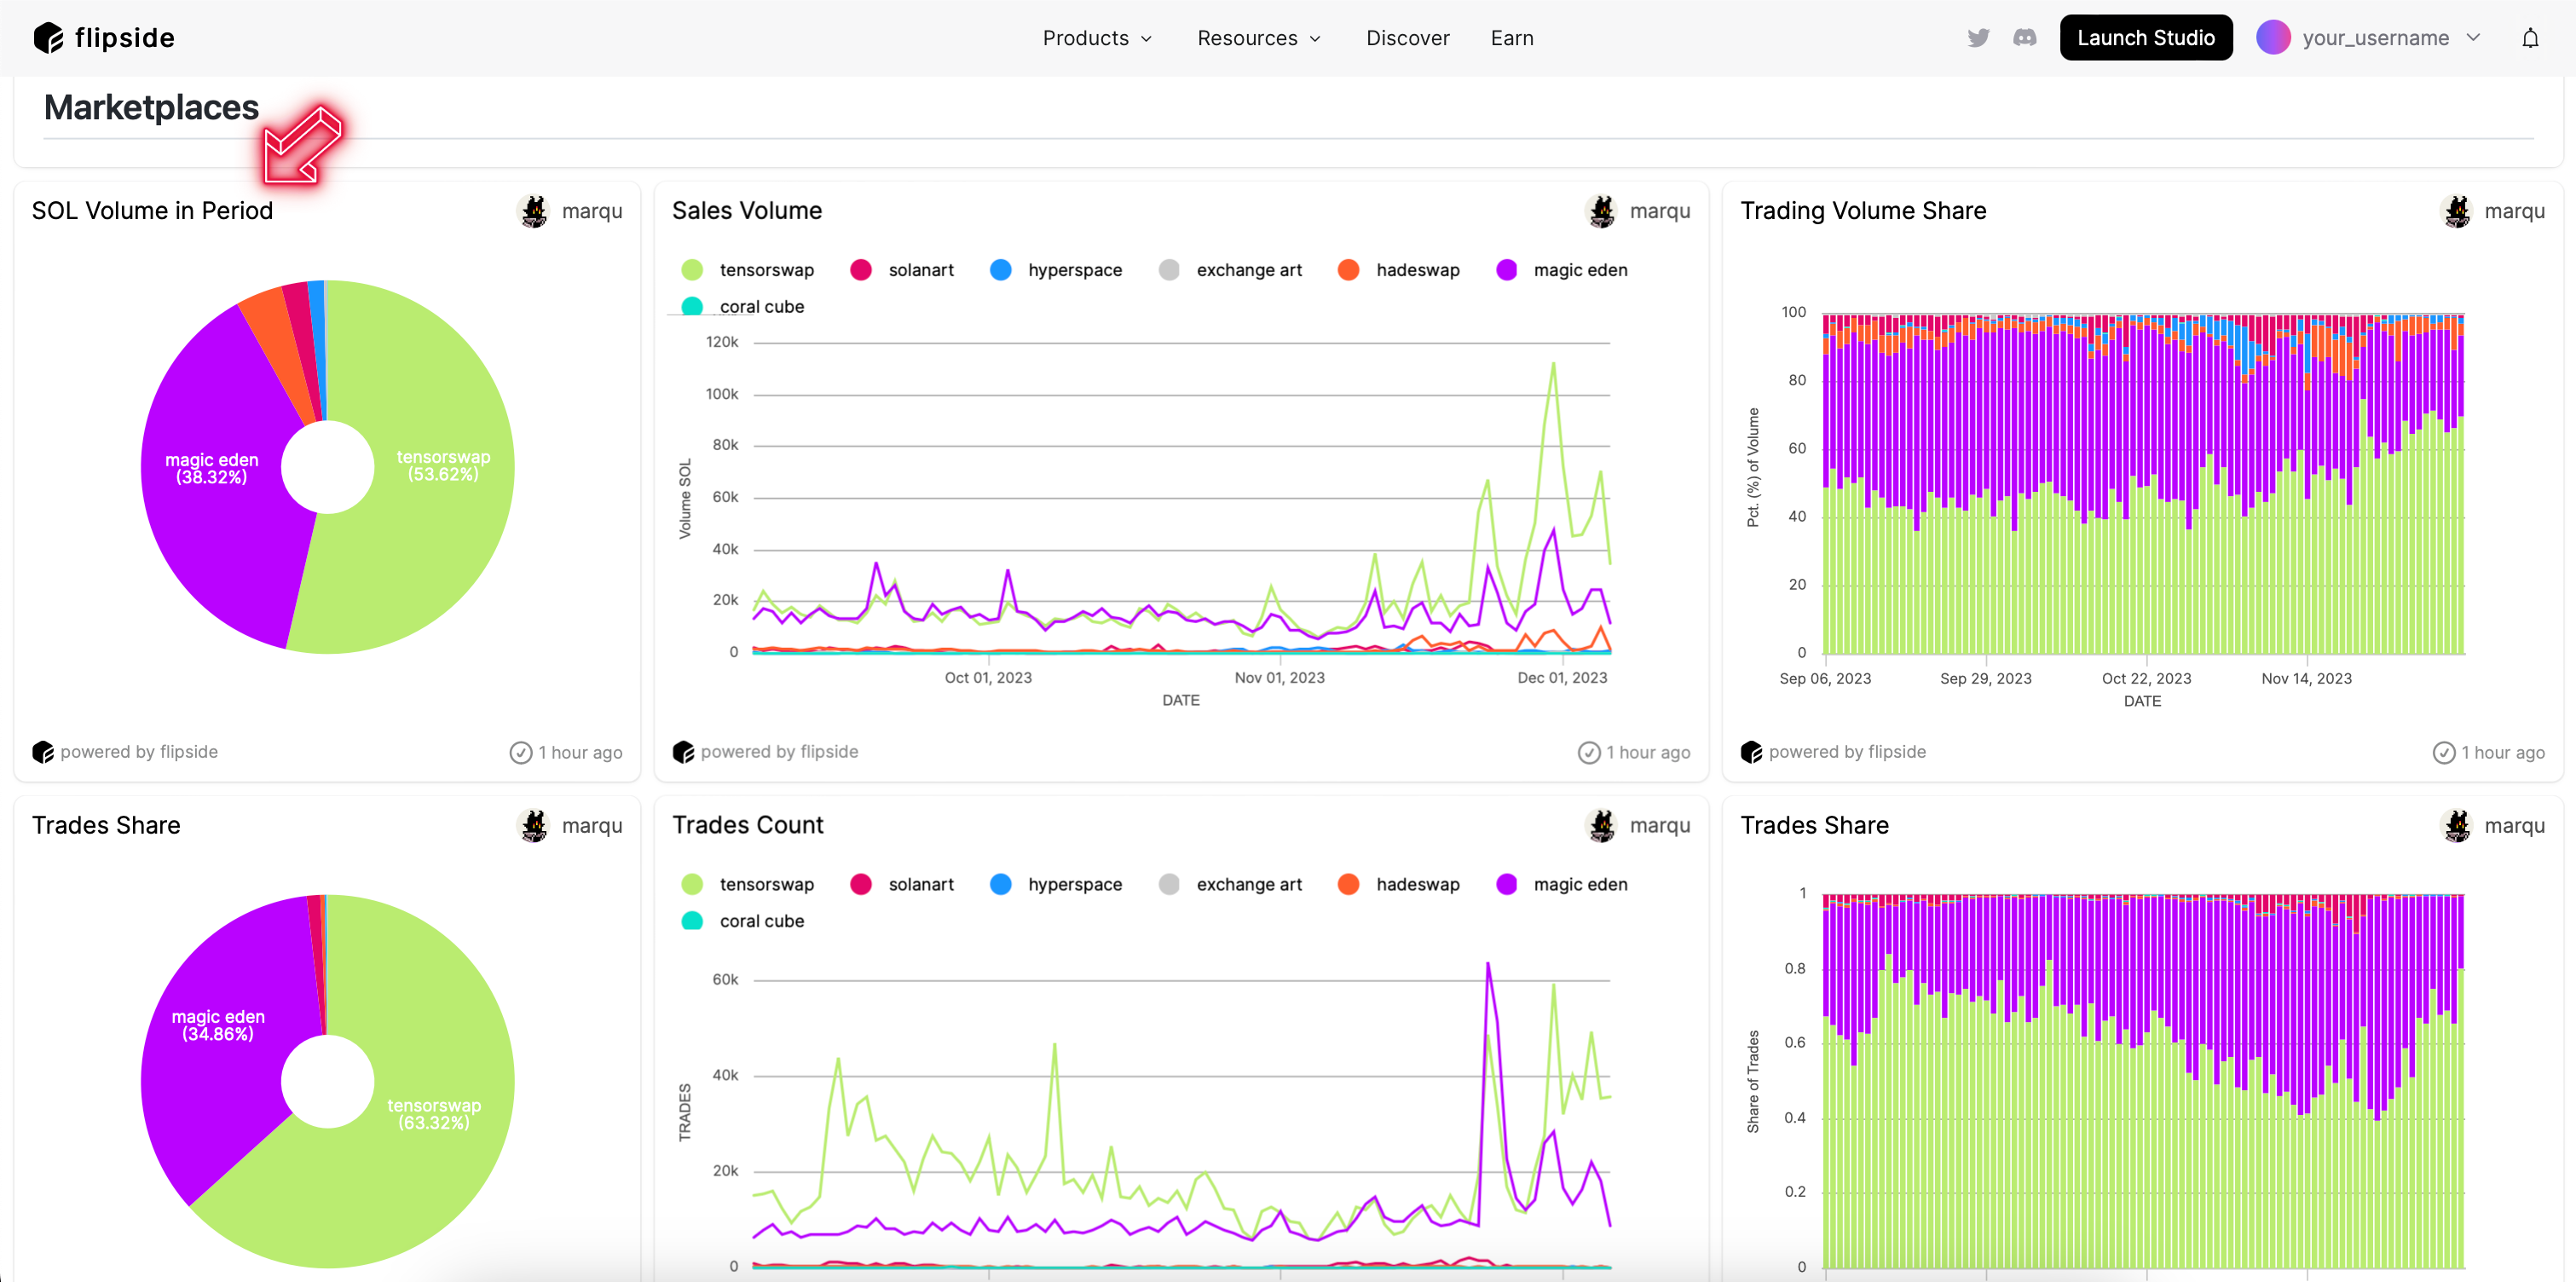 flipside
Products
Resources
Discover
Earn
Launch Studio
your_username
Marketplaces
SOL Volume in Period
marqu
magic eden
(38.32%)
tensorswap
(53.62%)
powered by flipside
1 hour ago
Sales Volume
marqu
tensorswap
solanart
hyperspace
exchange art
hadeswap
magic eden
coral cube
120k
100k
80k
60k
40k
20k
0
Volume SOL
Oct 01, 2023
Nov 01, 2023
Dec 01, 2023
DATE
powered by flipside
1 hour ago
Trading Volume Share
marqu
100
80
60
40
20
0
Pct. (%) of Volume
Sep 06, 2023
Sep 29, 2023
Oct 22, 2023
Nov 14, 2023
DATE
powered by flipside
1 hour ago
Trades Share
marqu
magic eden
(34.86%)
tensorswap
(63.32%)
Trades Count
marqu
tensorswap
solanart
hyperspace
exchange art
hadeswap
magic eden
coral cube
60k
40k
20k
0
TRADES
Trades Share
marqu
1
0.8
0.6
0.4
0.2
0
Share of Trades